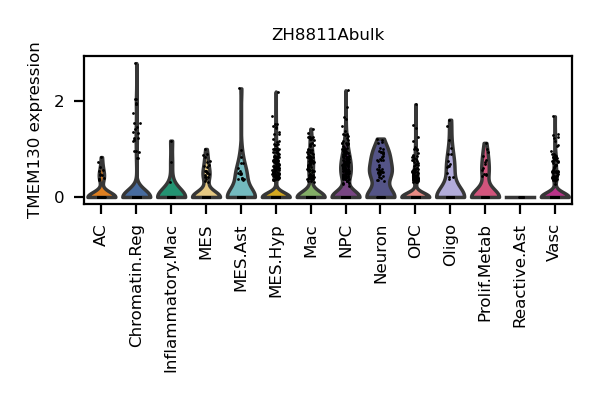 ZH8811Abulk
TMEM130 expression
2
0
AC
Chromatin.Reg
Inflammatory.Mac
MES
MES.Ast
MES.Hyp
Mac
NPC
Neuron
OPC
Oligo
Prolif.Metab
Reactive.Ast
Vasc